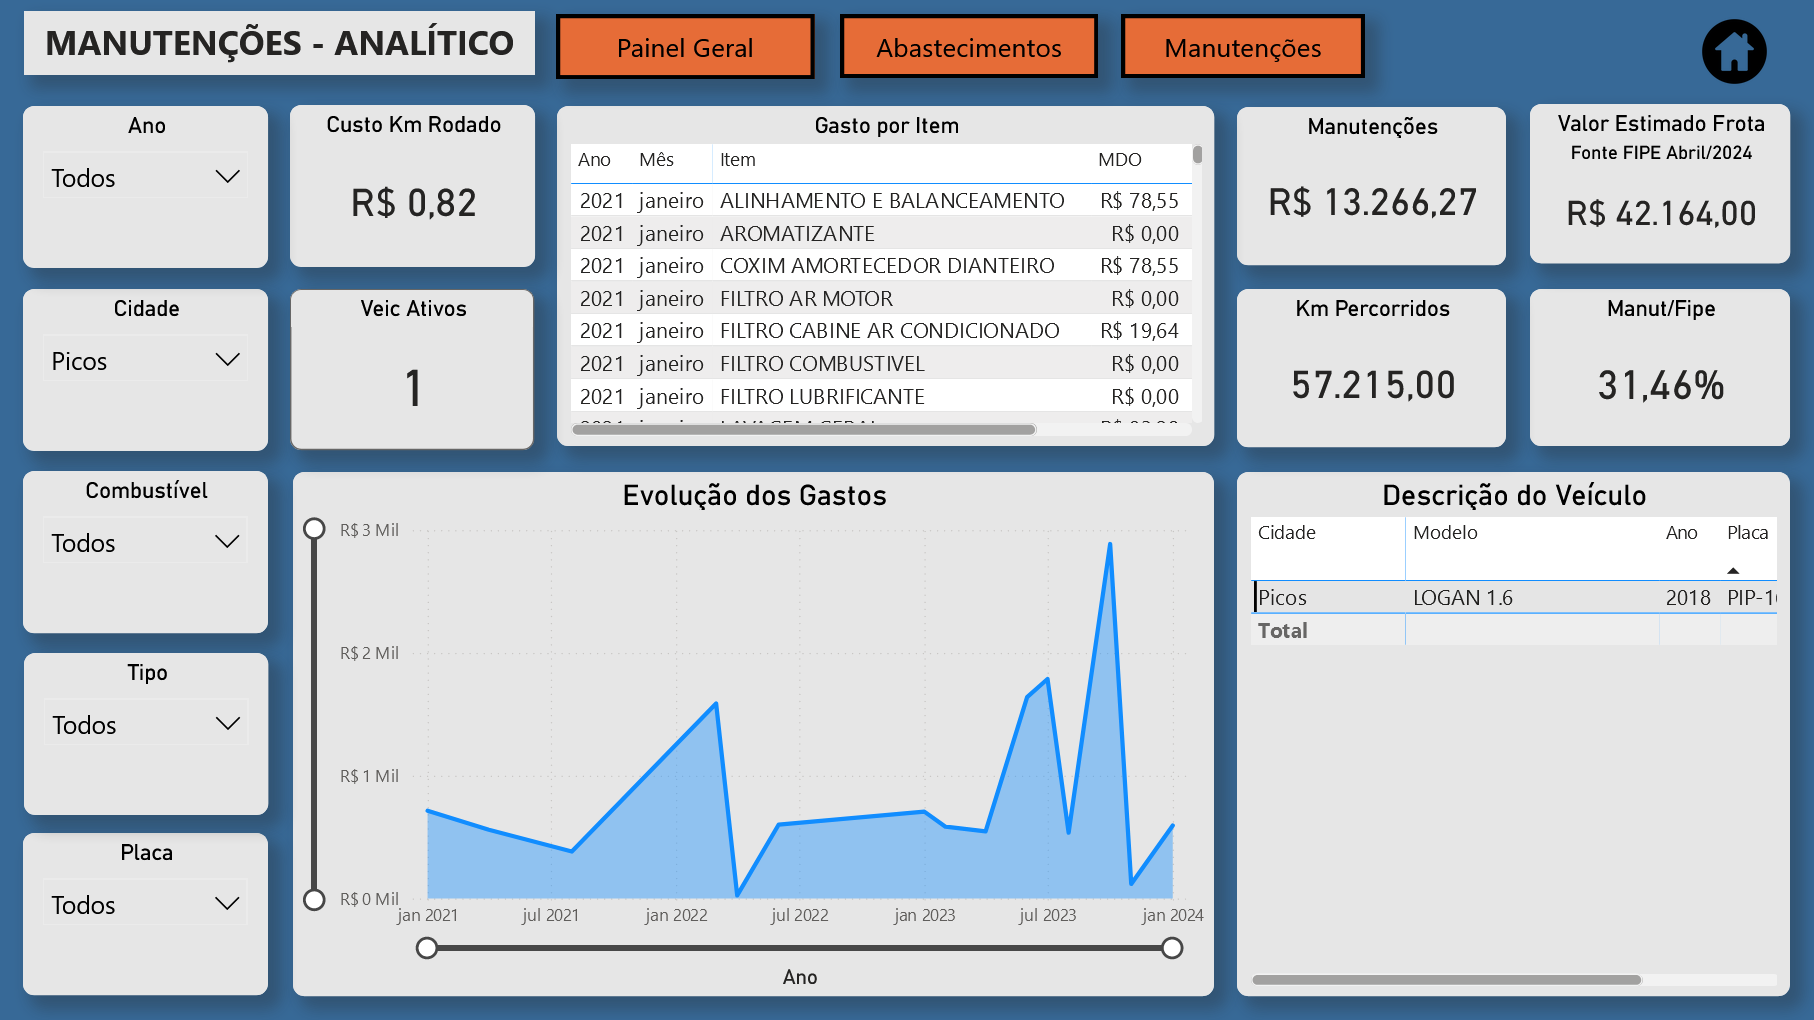 MANUTENÇÕES - ANALÍTICO
Painel Geral
Abastecimentos
Manutenções
Ano
Todos
Custo Km Rodado
R$ 0,82
Gasto por Item
Ano Mês Item MDO
2021 janeiro ALINHAMENTO E BALANCEAMENTO R$ 78,55
2021 janeiro AROMATIZANTE R$ 0,00
2021 janeiro COXIM AMORTECEDOR DIANTEIRO R$ 78,55
2021 janeiro FILTRO AR MOTOR R$ 0,00
2021 janeiro FILTRO CABINE AR CONDICIONADO R$ 19,64
2021 janeiro FILTRO COMBUSTIVEL R$ 0,00
2021 janeiro FILTRO LUBRIFICANTE R$ 0,00
Manutenções
R$ 13.266,27
Valor Estimado Frota
Fonte FIPE Abril/2024
R$ 42.164,00
Cidade
Picos
Veic Ativos
1
Km Percorridos
57.215,00
Manut/Fipe
31,46%
Combustível
Todos
Tipo
Todos
Placa
Todos
Evolução dos Gastos
R$ 3 Mil
R$ 2 Mil
R$ 1 Mil
R$ 0 Mil
jan 2021 jul 2021 jan 2022 jul 2022 jan 2023 jul 2023 jan 2024
Ano
Descrição do Veículo
Cidade Modelo Ano Placa
Picos LOGAN 1.6 2018 PIP-1
Total